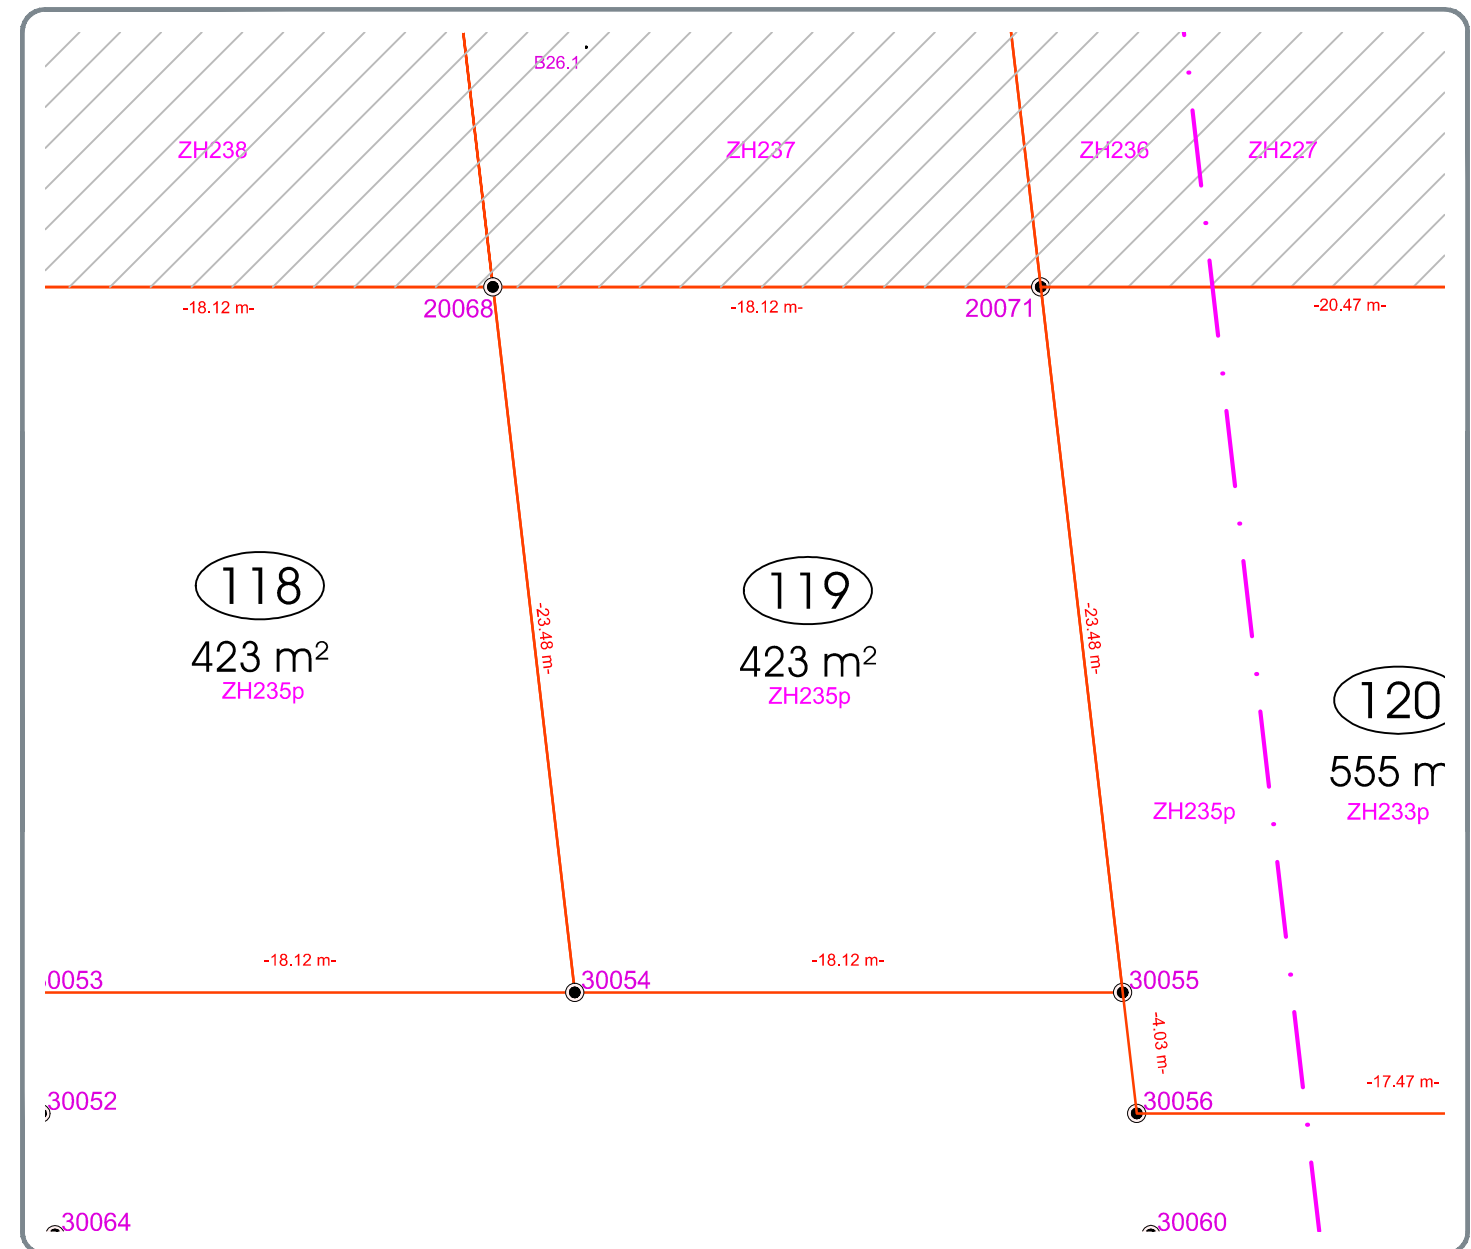 B26.1
ZH238
ZH237
ZH236
ZH227
-18.12 m-
20068
-18.12 m-
20071
-20.47 m-
118
423 m²
ZH235p
-23.48 m-
119
423 m²
ZH235p
-23.48 m-
120
555 m
ZH235p
ZH233p
-18.12 m-
-18.12 m-
0053
30054
30055
-4.03 m-
-17.47 m-
30052
30056
30064
30060